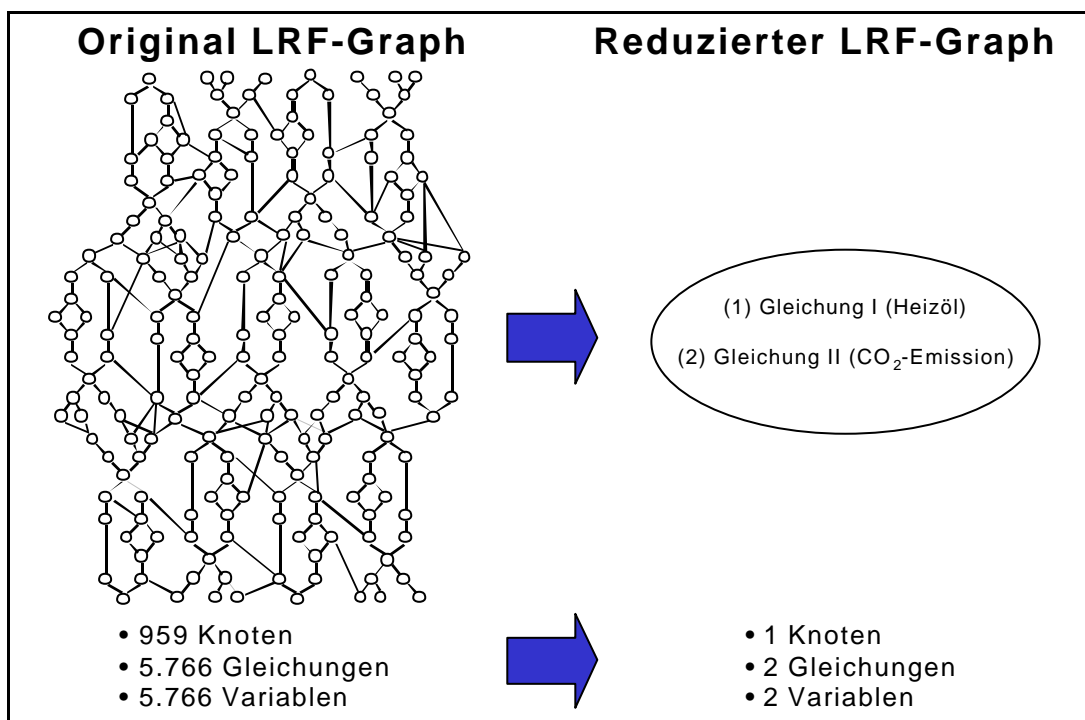 Original LRF-Graph
Reduzierter LRF-Graph
(1) Gleichung I (Heizöl)
(2) Gleichung II (CO₂-Emission)
• 959 Knoten
• 5.766 Gleichungen
• 5.766 Variablen
• 1 Knoten
• 2 Gleichungen
• 2 Variablen